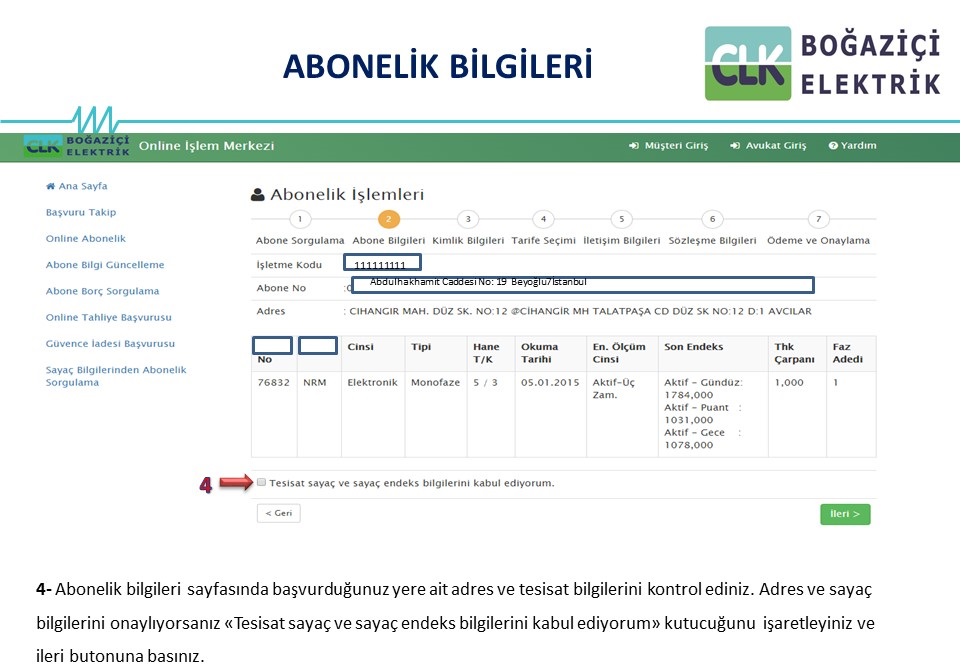 ABONELİK BİLGİLERİ
CLK BOĞAZİÇİ
ELEKTRİK
CLK BOĞAZİÇİ
ELEKTRİK
Online İşlem Merkezi
Müşteri Giriş
Avukat Giriş
Yardım
Ana Sayfa
Başvuru Takip
Online Abonelik
Abone Bilgi Güncelleme
Abone Borç Sorgulama
Online Tahliye Başvurusu
Güvence İadesi Başvurusu
Sayaç Bilgilerinden Abonelik
Sorgulama
Abonelik İşlemleri
1 2 3 4 5 6 7
Abone Sorgulama Abone Bilgileri Kimlik Bilgileri Tarife Seçimi İletişim Bilgileri Sözleşme Bilgileri Ödeme ve Onaylama
İşletme Kodu 111111111
Abone No : Abdülhakhamit Caddesi No: 19 Beyoğlu/İstanbul
Adres : CIHANGIR MAH. DÜZ SK. NO:12 @CİHANGİR MH TALATPAŞA CD DÜZ SK NO:12 D:1 AVCILAR
No Cinsi Tipi Hane T/K Okuma Tarihi En. Ölçüm Cinsi Son Endeks Thk Çarpanı Faz Adedi
76832 NRM Elektronik Monofaze 5 / 3 05.01.2015 Aktif-Üç Zam. Aktif - Gündüz: 1,000 1
1784,000
Aktif - Puant :
1031,000
Aktif - Gece :
1078,000
4
Tesisat sayaç ve sayaç endeks bilgilerini kabul ediyorum.
< Geri
İleri >
4- Abonelik bilgileri sayfasında başvurduğunuz yere ait adres ve tesisat bilgilerini kontrol ediniz. Adres ve sayaç
bilgilerini onaylıyorsanız «Tesisat sayaç ve sayaç endeks bilgilerini kabul ediyorum» kutucuğunu işaretleyiniz ve
ileri butonuna basınız.